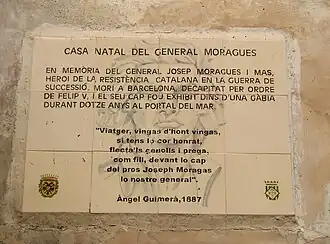 CASA NATAL DEL GENERAL MORAGUES
EN MEMÒRIA DEL GENERAL JOSEP MORAGUES I MAS,
HEROI DE LA RESISTÈNCIA CATALANA EN LA GUERRA DE
SUCCESSIÓ. MORÍ A BARCELONA, DECAPITAT PER ORDRE
DE FELIP V, I EL SEU CAP FOU EXHIBIT DINS D'UNA GÀBIA
DURANT DOTZE ANYS AL PORTAL DEL MAR.
"Viatger, vingas d'hont vingas,
si tens lo cor honrat,
flecta'ls genolls i prega,
com fill, devant lo cap
del pros Joseph Moragas
lo nostre general".
Àngel Guimerà, 1887